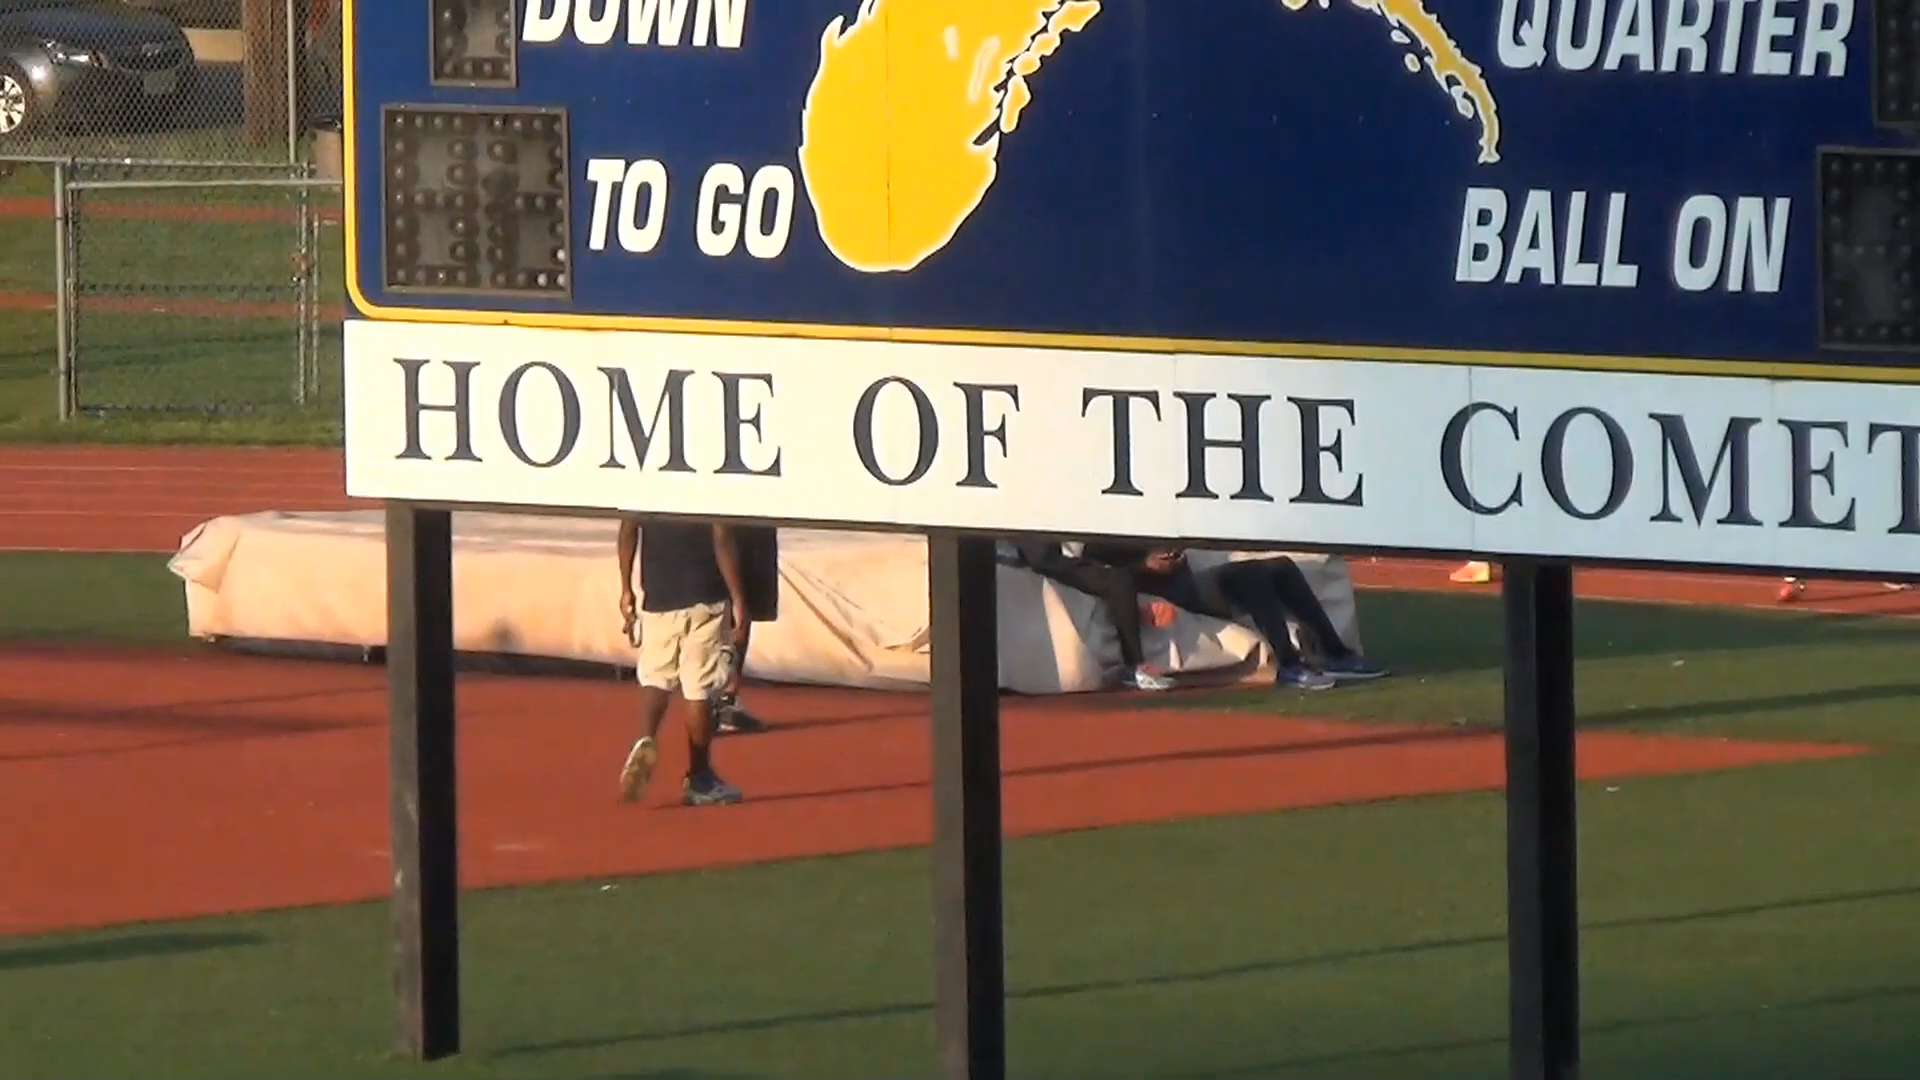 DOWN
QUARTER
TO GO
BALL ON
HOME OF THE COMET